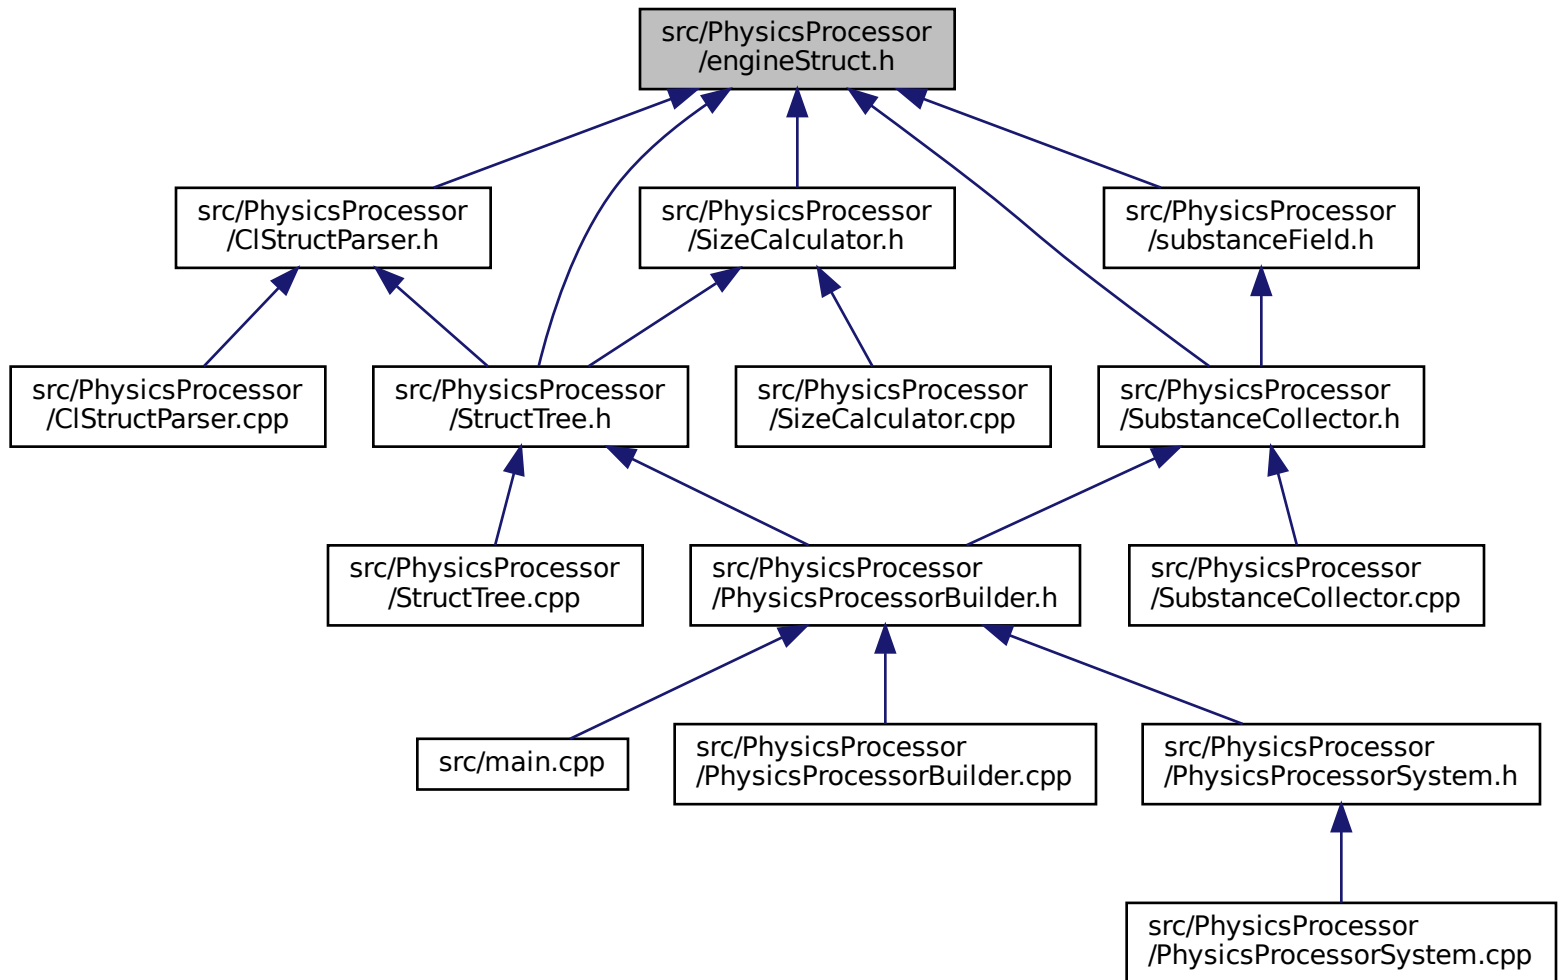 src/PhysicsProcessor
/engineStruct.h
src/PhysicsProcessor
/ClStructParser.h
src/PhysicsProcessor
/SizeCalculator.h
src/PhysicsProcessor
/substanceField.h
src/PhysicsProcessor
/ClStructParser.cpp
src/PhysicsProcessor
/StructTree.h
src/PhysicsProcessor
/SizeCalculator.cpp
src/PhysicsProcessor
/SubstanceCollector.h
src/PhysicsProcessor
/StructTree.cpp
src/PhysicsProcessor
/PhysicsProcessorBuilder.h
src/PhysicsProcessor
/SubstanceCollector.cpp
src/main.cpp
src/PhysicsProcessor
/PhysicsProcessorBuilder.cpp
src/PhysicsProcessor
/PhysicsProcessorSystem.h
src/PhysicsProcessor
/PhysicsProcessorSystem.cpp